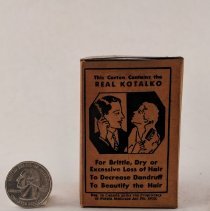 This Carton Contains the
REAL KOTALKO
For Brittle, Dry or
Excessive Loss of Hair
To Decrease Dandruff
To Beautify the Hair